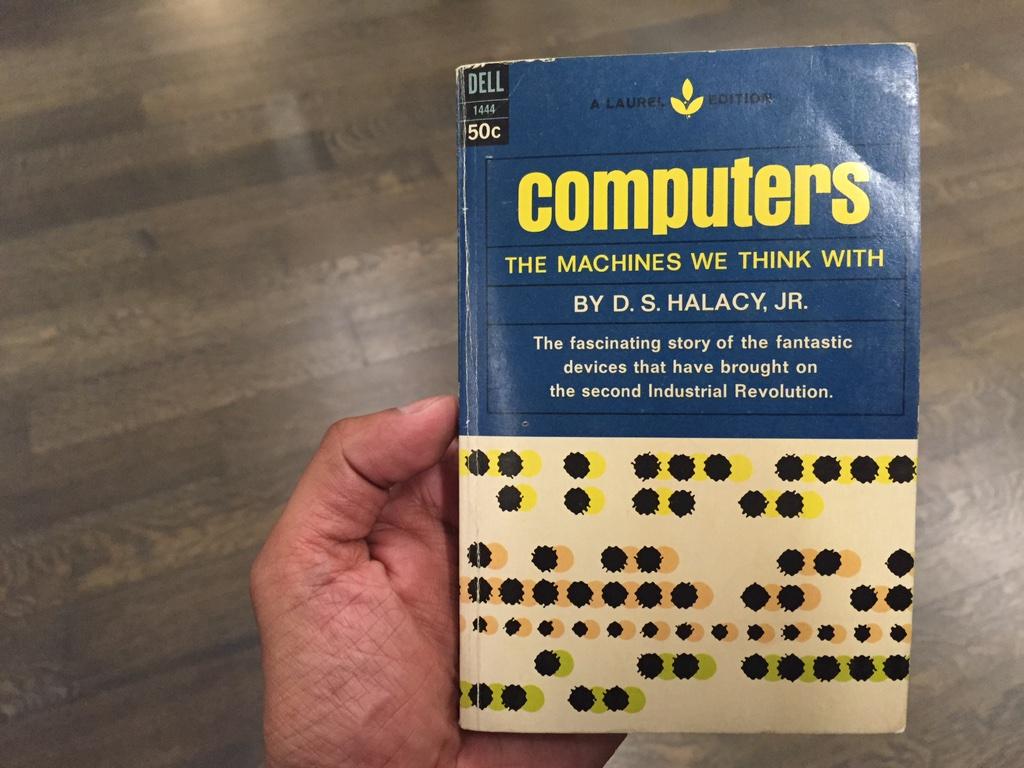 DELL
1444
50c
A LAUREL EDITION
computers
THE MACHINES WE THINK WITH
BY D. S. HALACY, JR.
The fascinating story of the fantastic
devices that have brought on
the second Industrial Revolution.